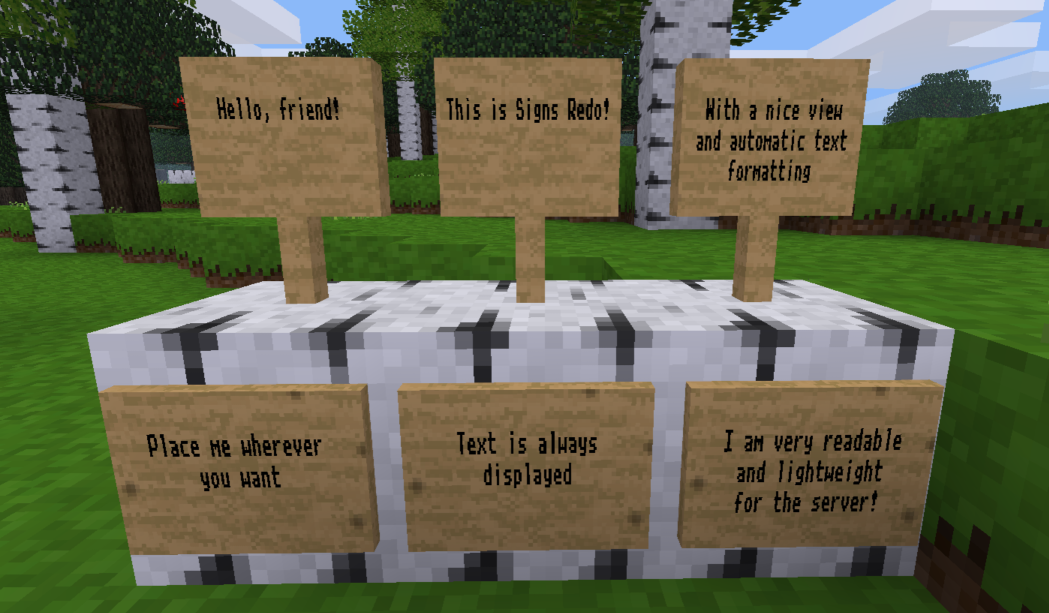 Hello, friend!
This is Signs Redo!
With a nice view
and automatic text
formatting
Place me wherever
you want
Text is always
displayed
I am very readable
and lightweight
for the server!